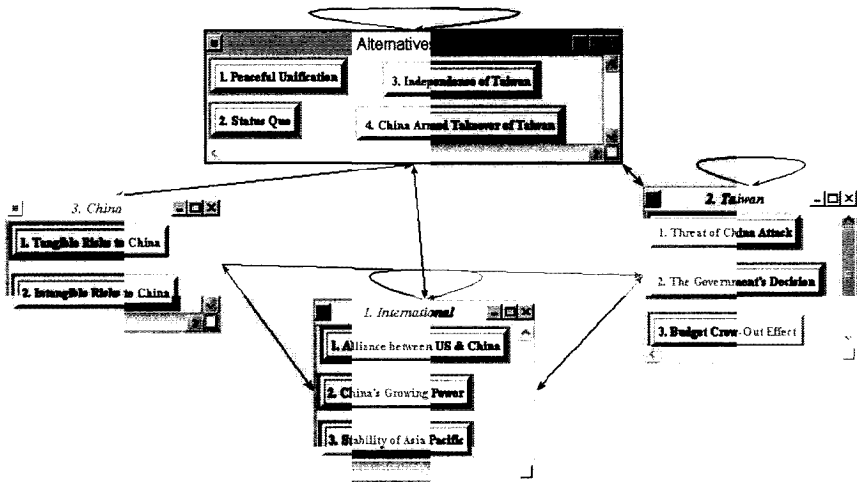 Alternatives
1. Peaceful Unification
3. Independence of Taiwan
2. Status Quo
4. China Armed Takeover of Taiwan
3. China
1. Tangible Risks to China
2. Intangible Risks to China
2. Taiwan
1. Threat of China Attack
2. The Government's Decision
3. Budget Crow-Out Effect
1. International
1. Alliance between US & China
2. China's Growing Power
3. Stability of Asia Pacific